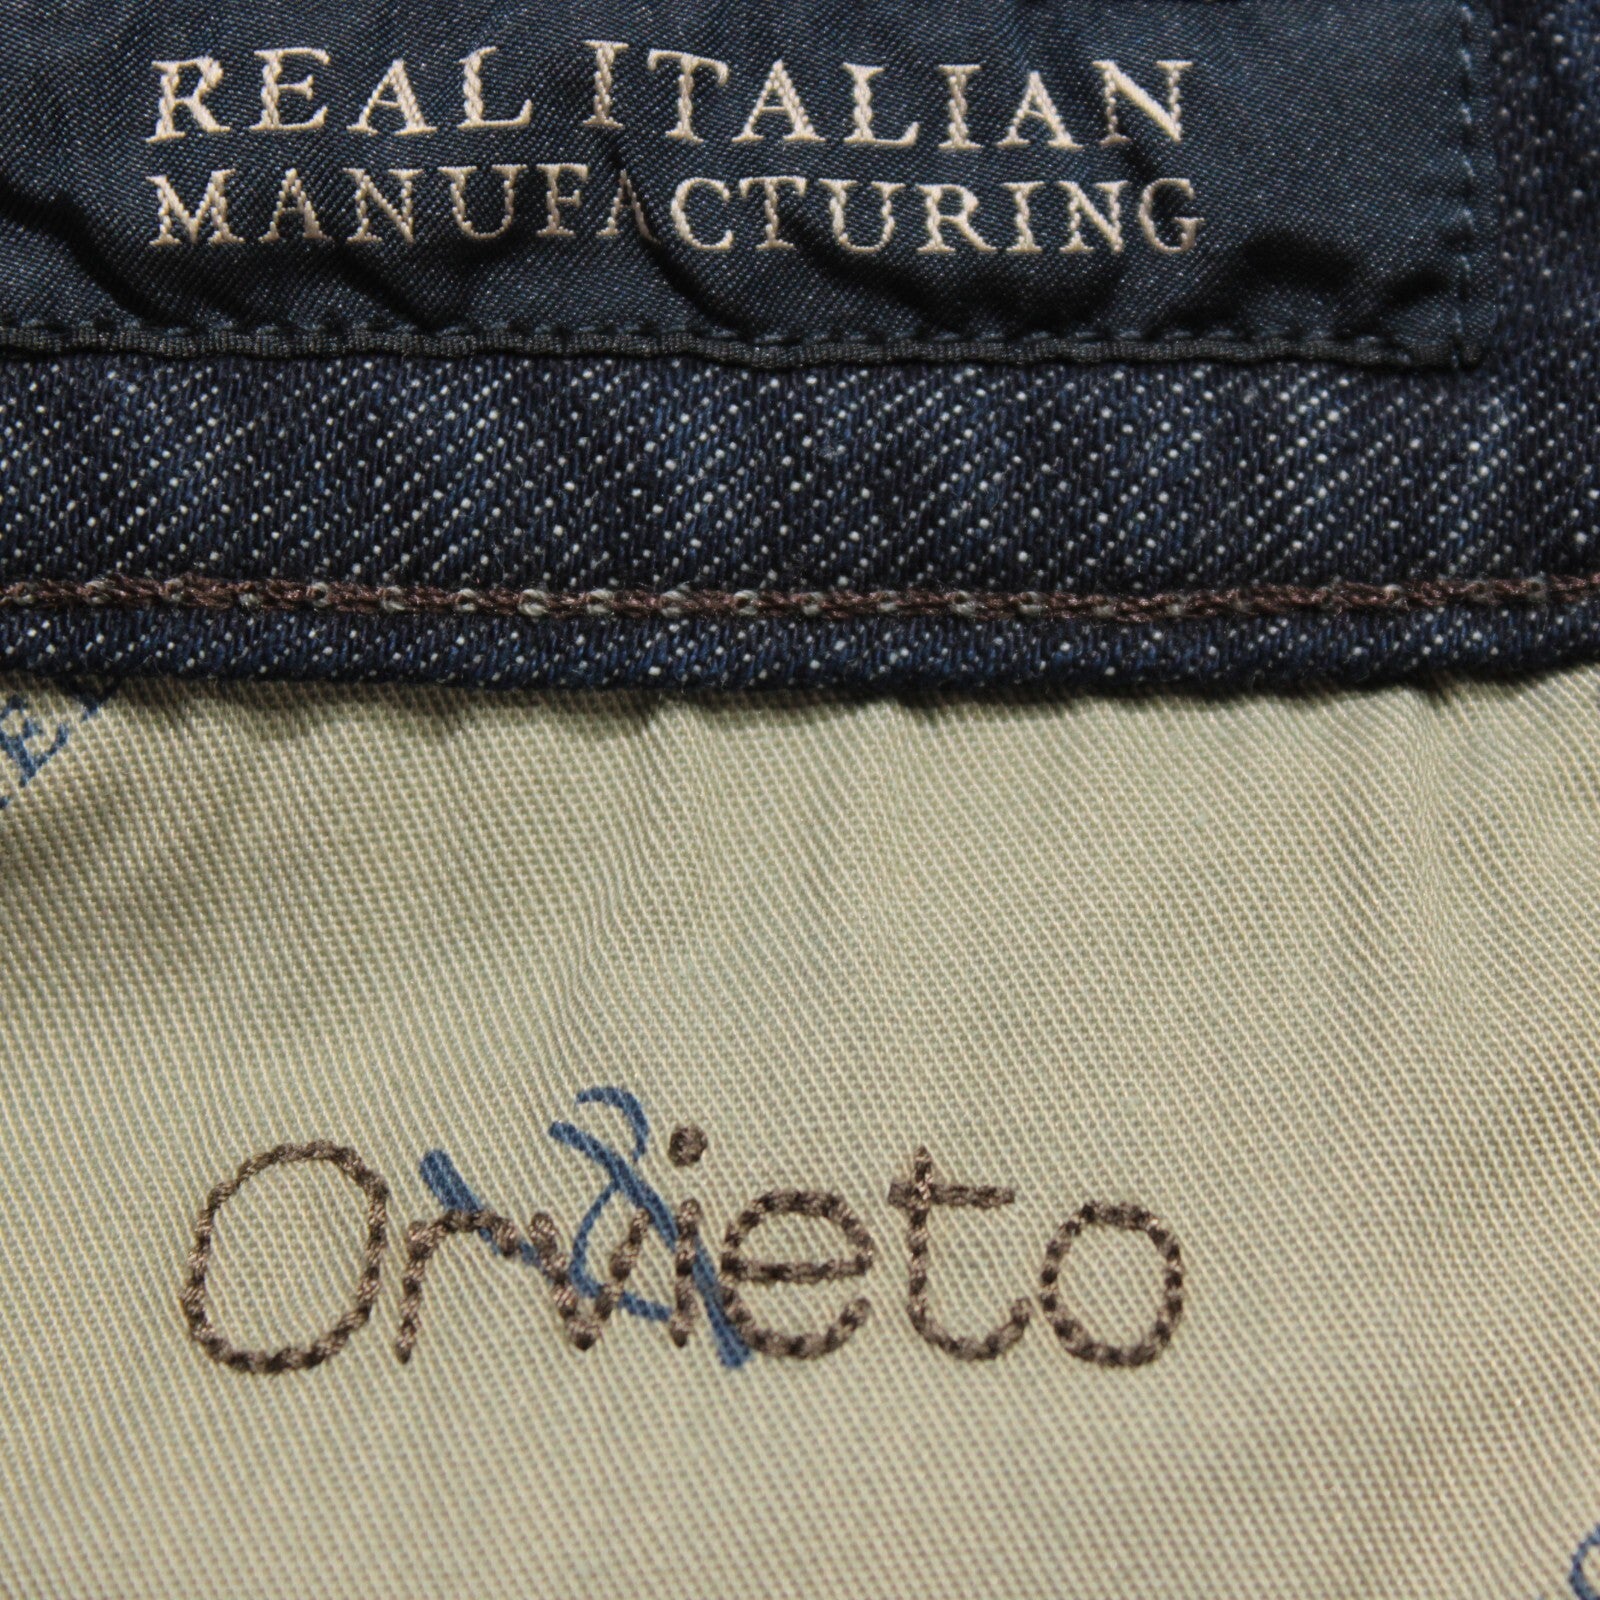 REAL ITALIAN
MANUFACTURING
Orvieto